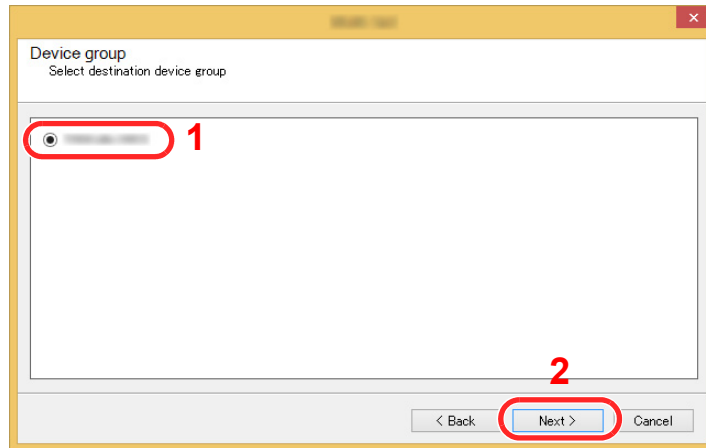 Device group
Select destination device group
1
2
< Back Next > Cancel